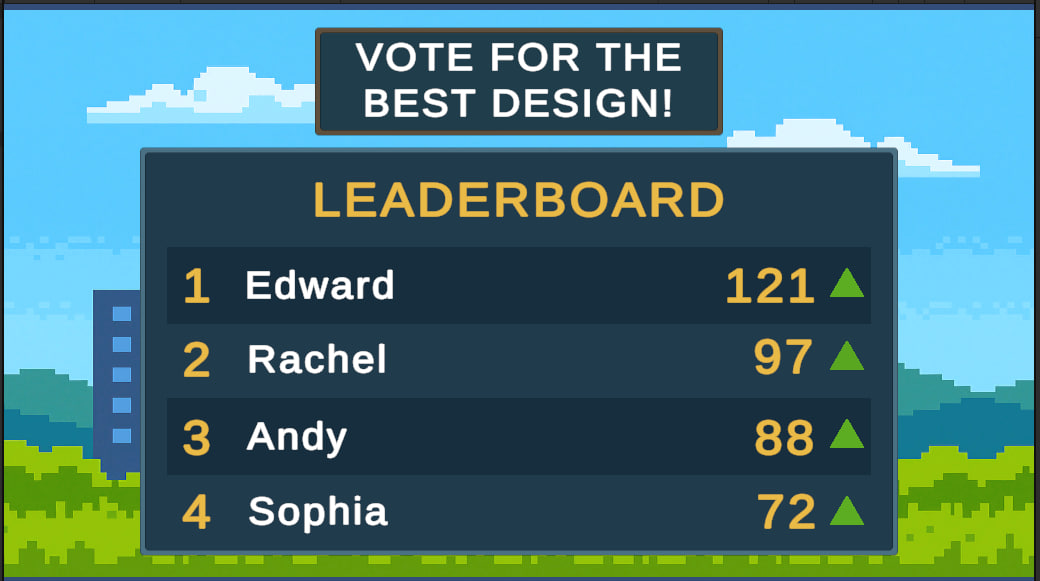 VOTE FOR THE
BEST DESIGN!
LEADERBOARD
1 Edward 121
2 Rachel 97
3 Andy 88
4 Sophia 72